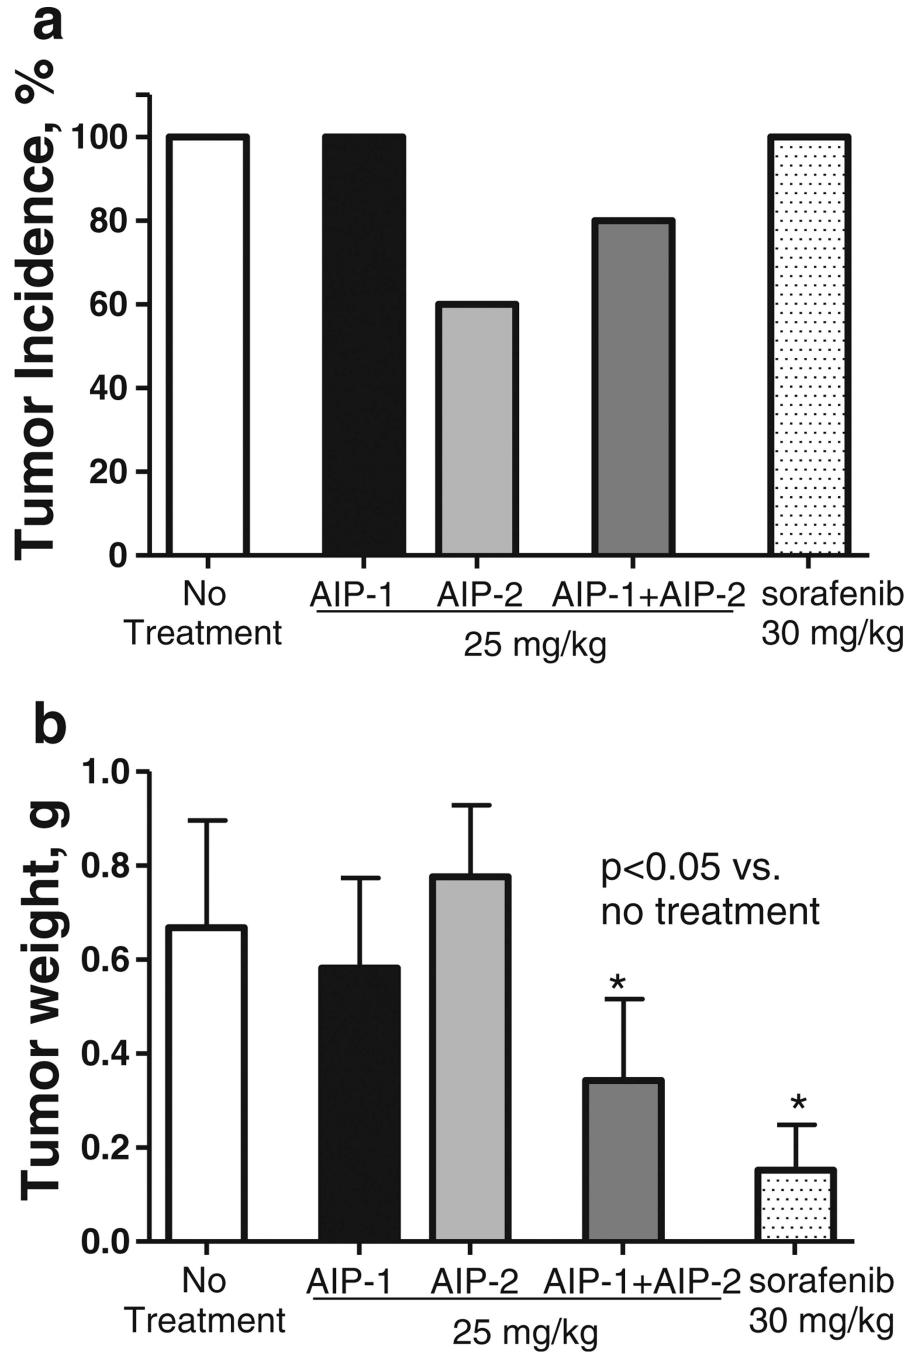 a
Tumor Incidence, %
100
80
60
40
20
0
No
Treatment
AIP-1
AIP-2
AIP-1+AIP-2
25 mg/kg
sorafenib
30 mg/kg
b
Tumor weight, g
1.0
0.8
0.6
0.4
0.2
0.0
p<0.05 vs.
no treatment
*
*
No
Treatment
AIP-1
AIP-2
AIP-1+AIP-2
25 mg/kg
sorafenib
30 mg/kg